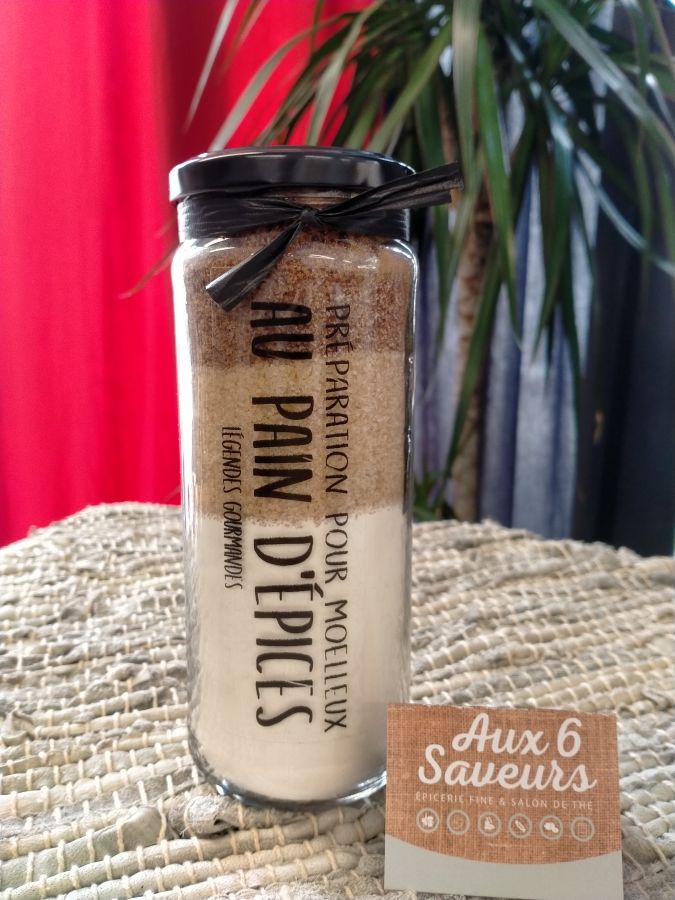 PRÉPARATION POUR MOELLEUX
AU PAIN D'ÉPICES
LÉGENDES GOURMANDES
Aux 6
Saveurs
ÉPICERIE FINE & SALON DE THÉ